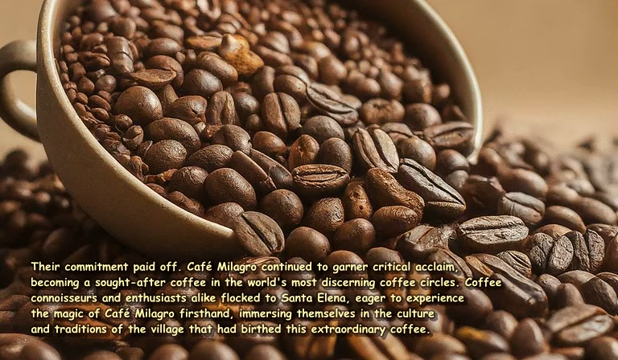 Their commitment paid off. Café Milagro continued to garner critical acclaim,
becoming a sought-after coffee in the world's most discerning coffee circles. Coffee
connoisseurs and enthusiasts alike flocked to Santa Elena, eager to experience
the magic of Café Milagro firsthand, immersing themselves in the culture
and traditions of the village that had birthed this extraordinary coffee.